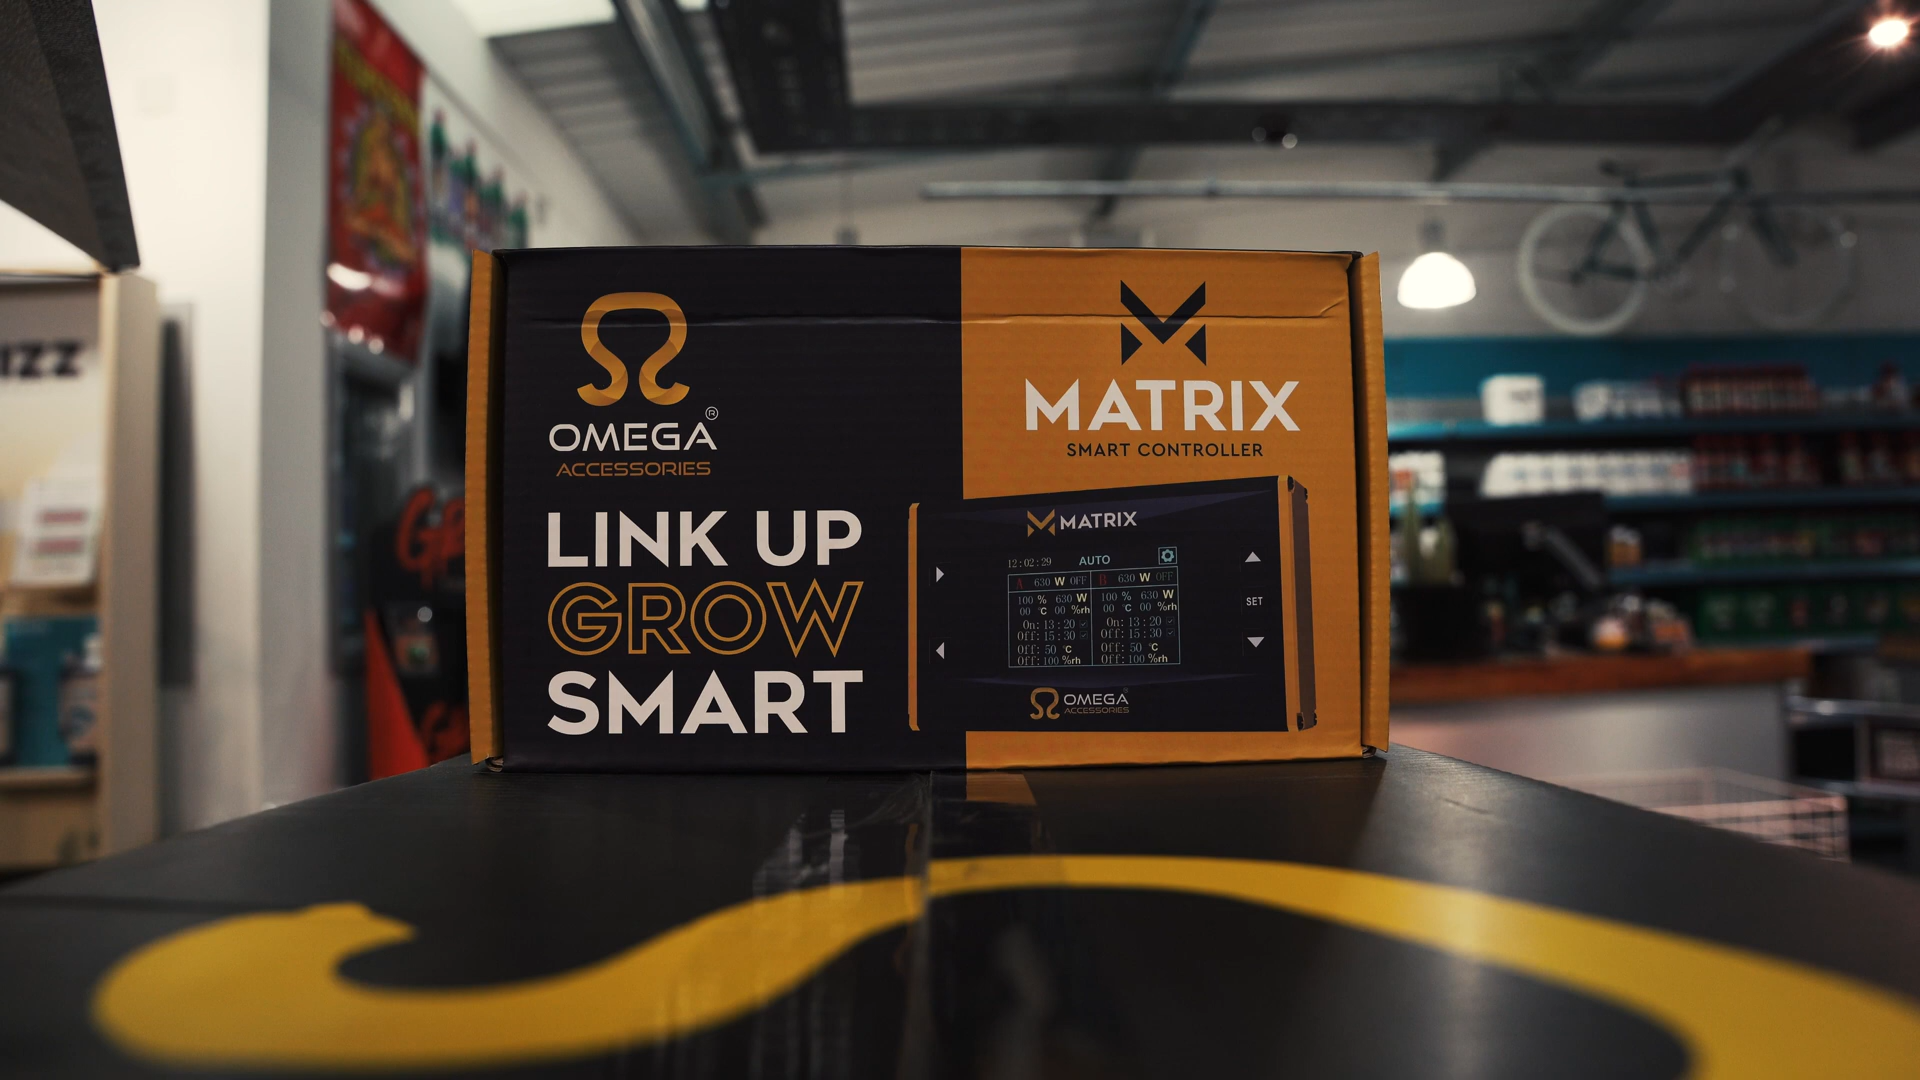 OMEGA®
ACCESSORIES
LINK UP
GROW
SMART
MATRIX
SMART CONTROLLER
MATRIX
12:02:29 AUTO
A 630 W OFF B 630 W OFF
100 % 630 W 100 % 630 W
00 °C 00 %rh 00 °C 00 %rh
On: 13:20 On: 13:20
Off: 15:30 Off: 15:30
Off: 50 °C Off: 50 °C
Off: 100 %rh Off: 100 %rh
SET
OMEGA
ACCESSORIES
IZZ